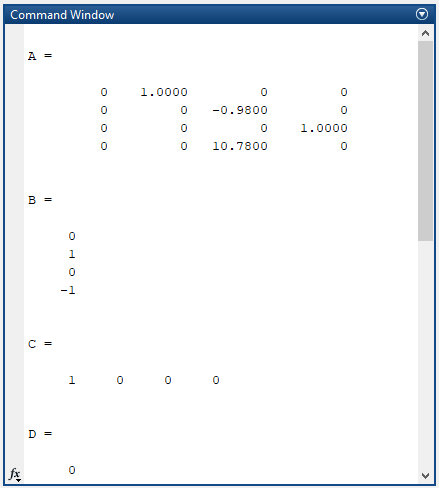 Command Window
A =
0 1.0000 0 0
0 0 -0.9800 0
0 0 0 1.0000
0 0 10.7800 0
B =
0
1
0
-1
C =
1 0 0 0
D =
0
fx